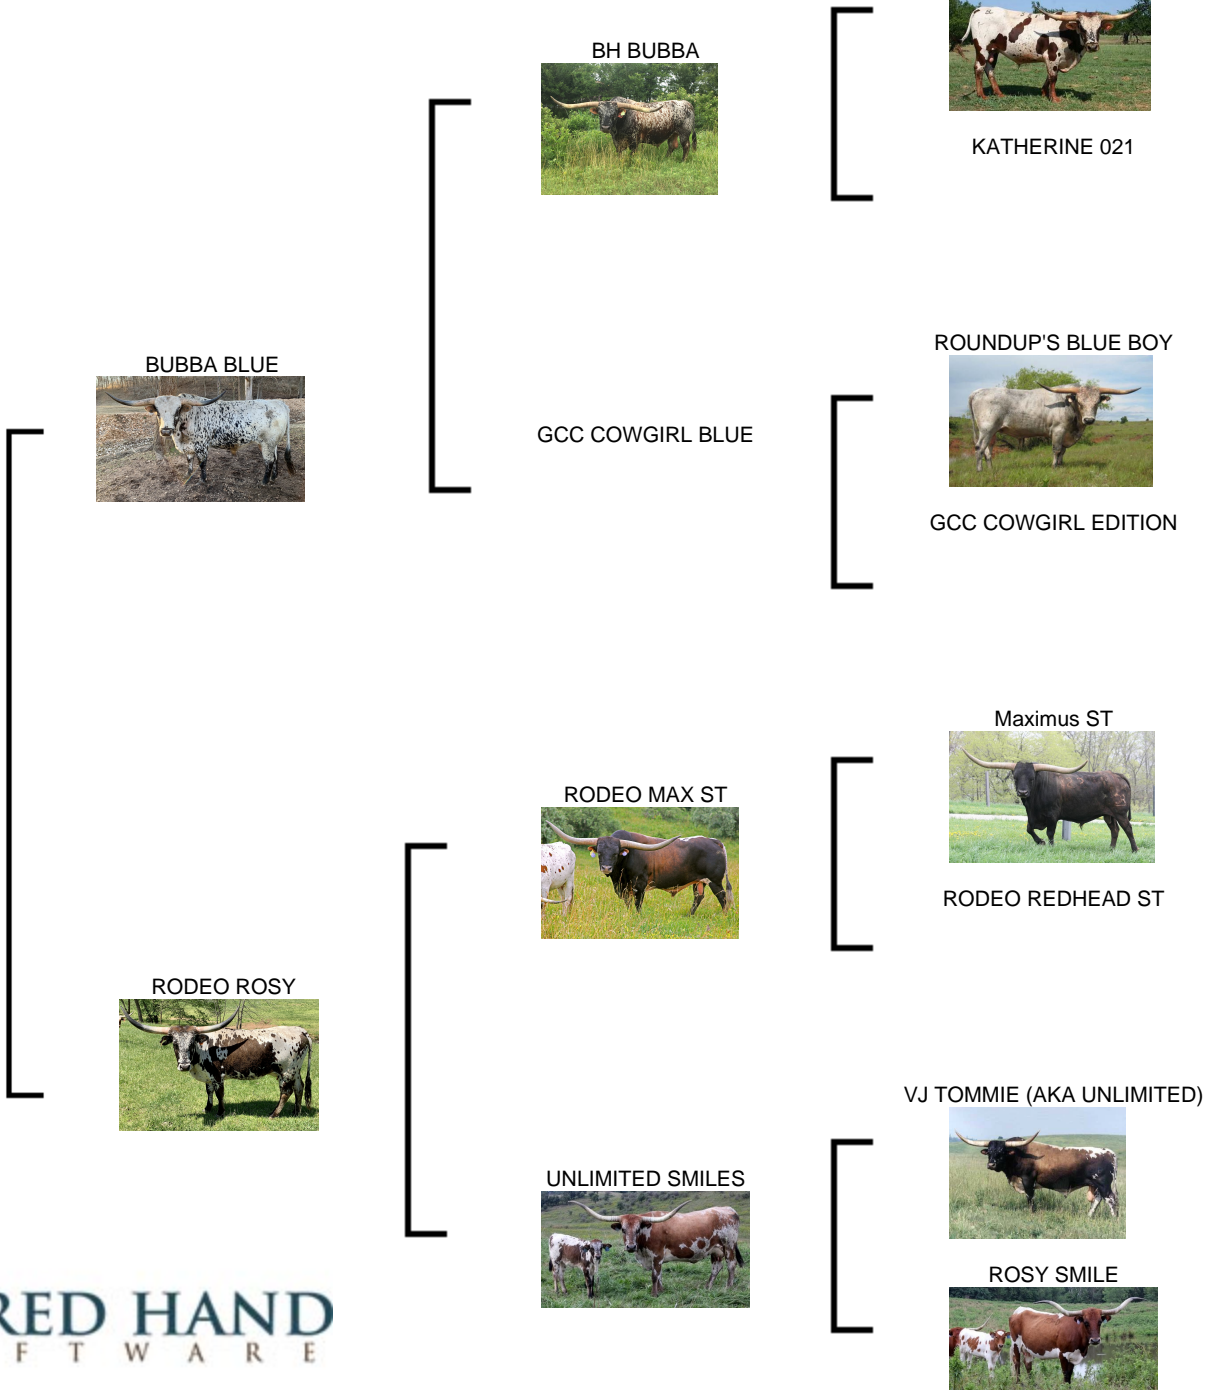 BH BUBBA
KATHERINE 021
ROUNDUP'S BLUE BOY
BUBBA BLUE
GCC COWGIRL BLUE
GCC COWGIRL EDITION
Maximus ST
RODEO MAX ST
RODEO REDHEAD ST
RODEO ROSY
VJ TOMMIE (AKA UNLIMITED)
UNLIMITED SMILES
ROSY SMILE
RED HAND
FTWARE